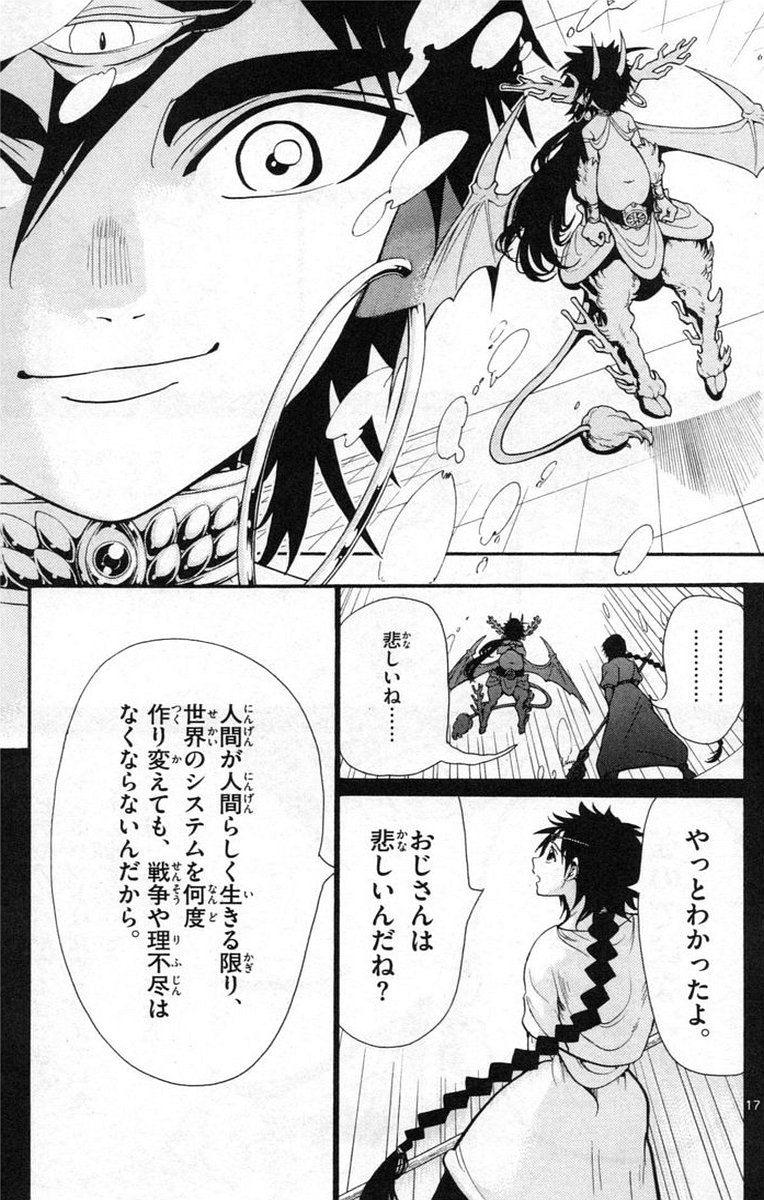 …………
…………
悲しいね……
やっとわかったよ。
おじさんは
悲しいんだね?
人間が人間らしく生きる限り、
世界のシステムを何度
作り変えても、戦争や理不尽は
なくならないんだから。
17